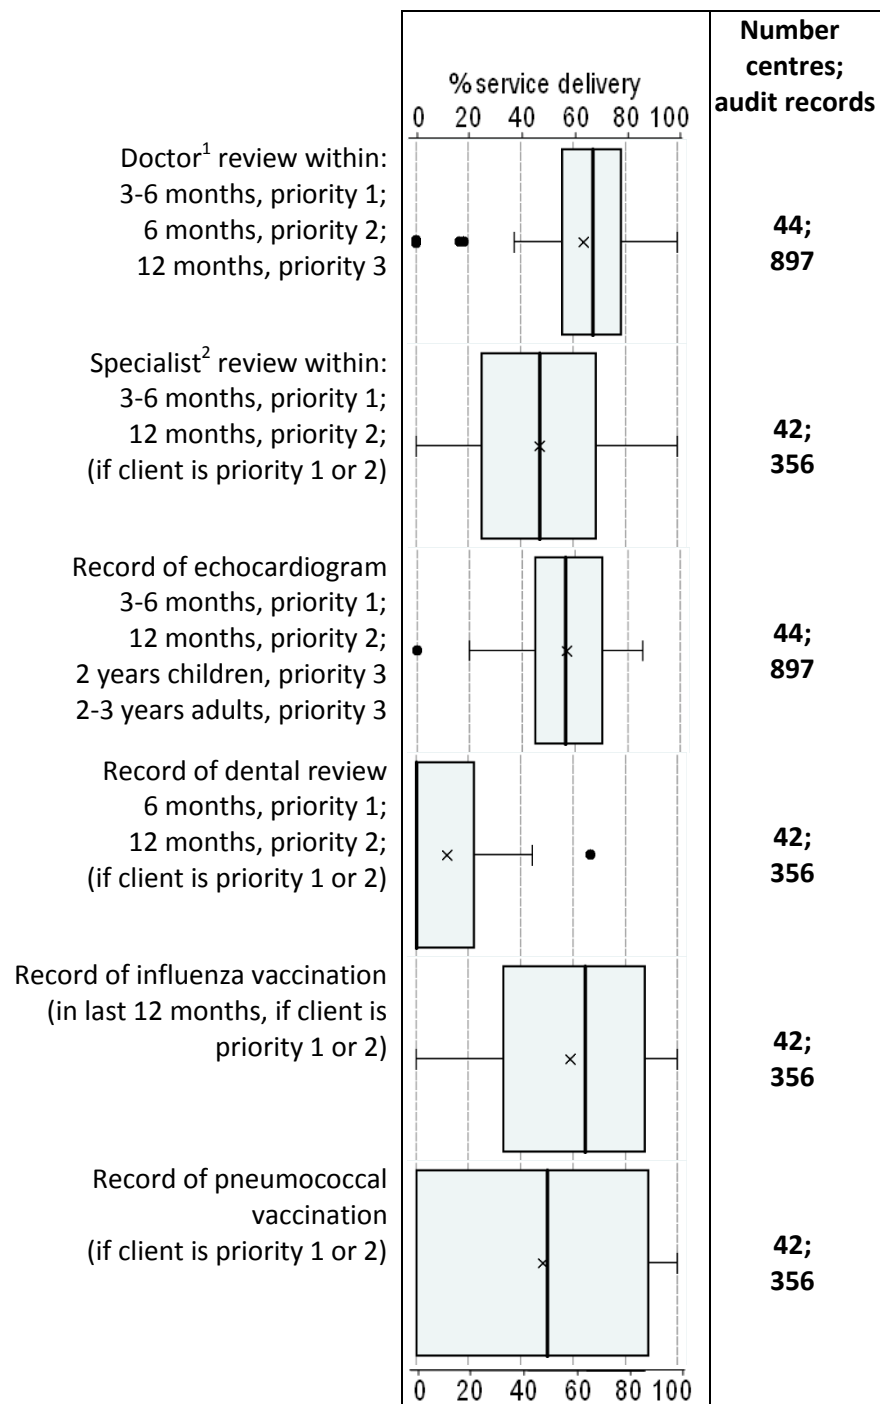 Number
centres;
audit records
% service delivery
0 20 40 60 80 100
Doctor¹ review within:
3-6 months, priority 1;
6 months, priority 2;
12 months, priority 3
44;
897
Specialist² review within:
3-6 months, priority 1;
12 months, priority 2;
(if client is priority 1 or 2)
42;
356
Record of echocardiogram
3-6 months, priority 1;
12 months, priority 2;
2 years children, priority 3
2-3 years adults, priority 3
44;
897
Record of dental review
6 months, priority 1;
12 months, priority 2;
(if client is priority 1 or 2)
42;
356
Record of influenza vaccination
(in last 12 months, if client is
priority 1 or 2)
42;
356
Record of pneumococcal
vaccination
(if client is priority 1 or 2)
42;
356
0 20 40 60 80 100